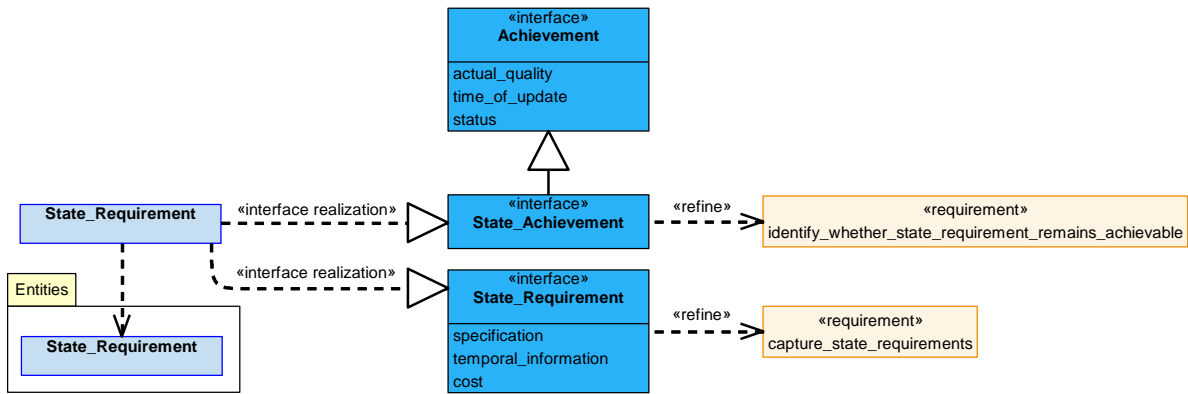 «interface»
Achievement
actual_quality
time_of_update
status
State_Requirement
«interface realization»
«interface»
State_Achievement
«refine»
«requirement»
identify_whether_state_requirement_remains_achievable
«interface realization»
«interface»
State_Requirement
specification
temporal_information
cost
«refine»
«requirement»
capture_state_requirements
Entities
State_Requirement